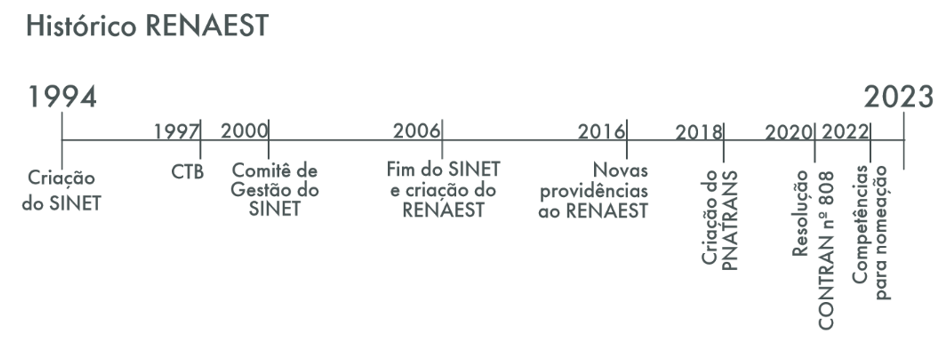 Histórico RENAEST
1994
2023
1997
2000
2006
2016
2018
2020
2022
Criação
do SINET
CTB
Comitê de
Gestão do
SINET
Fim do SINET
e criação do
RENAEST
Novas
providências
ao RENAEST
Criação do
PNATRANS
Resolução
CONTRAN nº 808
Competências
para nomeação